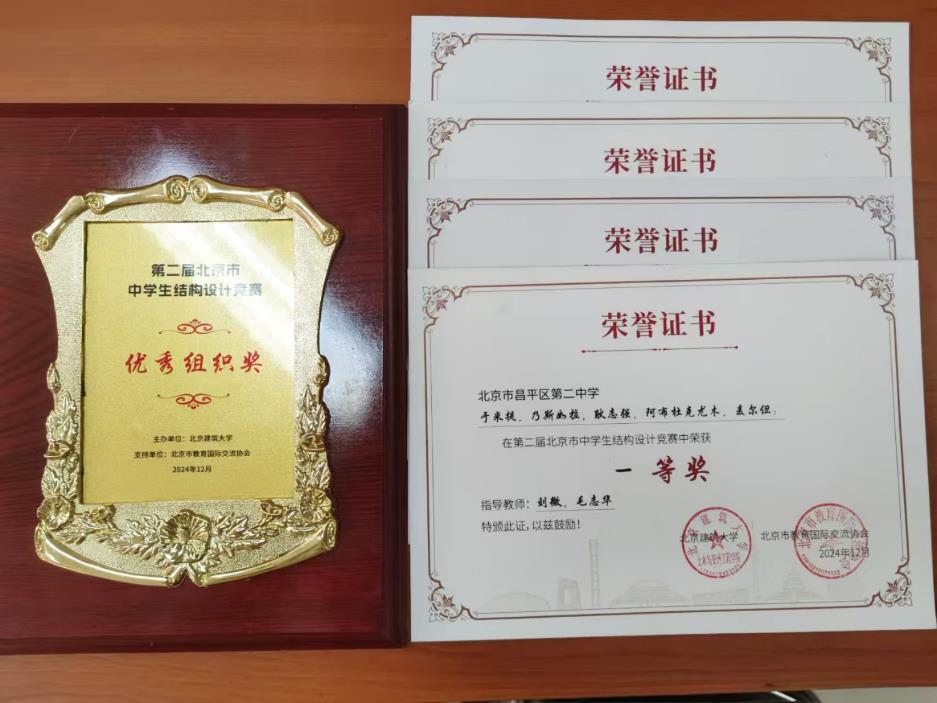 第二届北京市
中学生结构设计竞赛
优秀组织奖
主办单位：北京建筑大学
支持单位：北京市教育国际交流协会
2024年12月
荣誉证书
荣誉证书
荣誉证书
荣誉证书
北京市昌平区第二中学
于米提、乃斯如拉、耿志强、阿布杜克尤木、盖尔但：
在第二届北京市中学生结构设计竞赛中荣获
一等奖
指导教师：刘微、毛志华
特颁此证，以兹鼓励！
北京建筑大学
北京市教育国际交流协会
2024年12月